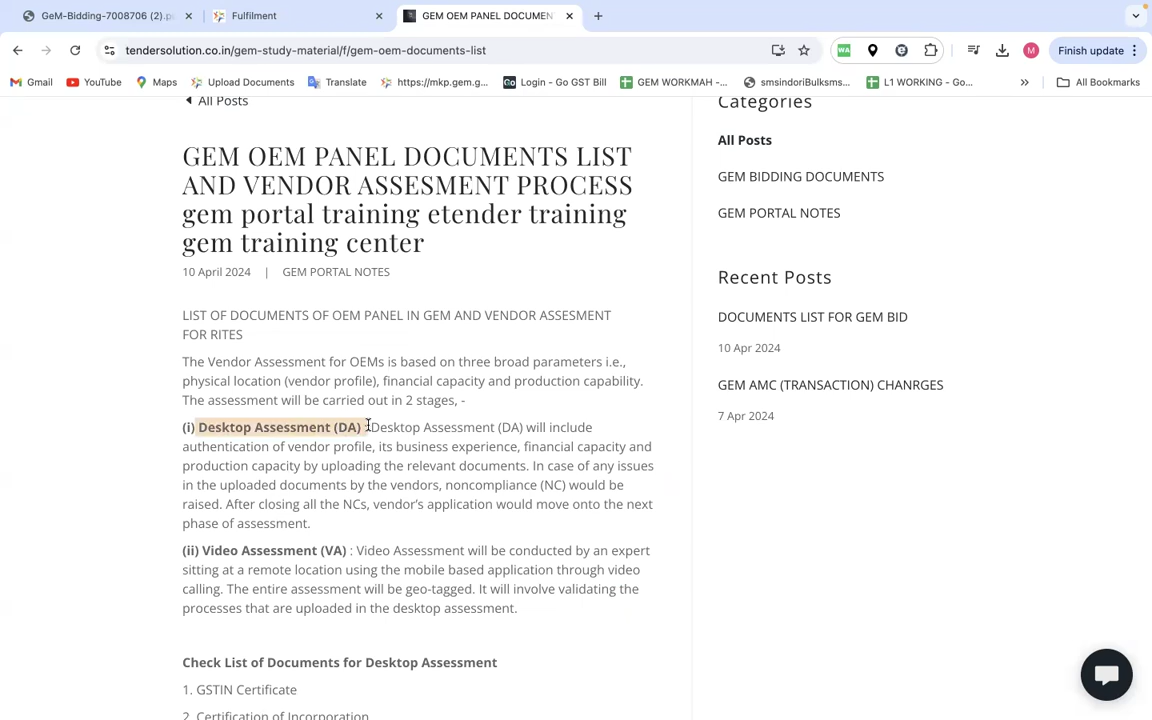 GeM-Bidding-7008706 (2).p
Fulfilment
GEM OEM PANEL DOCUMEN
tendersolution.co.in/gem-study-material/f/gem-oem-documents-list
WA
M
Finish update
Gmail
YouTube
Maps
Upload Documents
Translate
https://mkp.gem.g...
Go
Login - Go GST Bill
GEM WORKMAH -...
smsindoriBulksms...
L1 WORKING - Go...
All Bookmarks
All Posts
GEM OEM PANEL DOCUMENTS LIST
AND VENDOR ASSESMENT PROCESS
gem portal training etender training
gem training center
10 April 2024 | GEM PORTAL NOTES
LIST OF DOCUMENTS OF OEM PANEL IN GEM AND VENDOR ASSESMENT
FOR RITES
The Vendor Assessment for OEMs is based on three broad parameters i.e.,
physical location (vendor profile), financial capacity and production capability.
The assessment will be carried out in 2 stages, -
(i) Desktop Assessment (DA) : Desktop Assessment (DA) will include
authentication of vendor profile, its business experience, financial capacity and
production capacity by uploading the relevant documents. In case of any issues
in the uploaded documents by the vendors, noncompliance (NC) would be
raised. After closing all the NCs, vendor's application would move onto the next
phase of assessment.
(ii) Video Assessment (VA) : Video Assessment will be conducted by an expert
sitting at a remote location using the mobile based application through video
calling. The entire assessment will be geo-tagged. It will involve validating the
processes that are uploaded in the desktop assessment.
Check List of Documents for Desktop Assessment
1. GSTIN Certificate
2. Certification of Incorporation
Categories
All Posts
GEM BIDDING DOCUMENTS
GEM PORTAL NOTES
Recent Posts
DOCUMENTS LIST FOR GEM BID
10 Apr 2024
GEM AMC (TRANSACTION) CHANRGES
7 Apr 2024